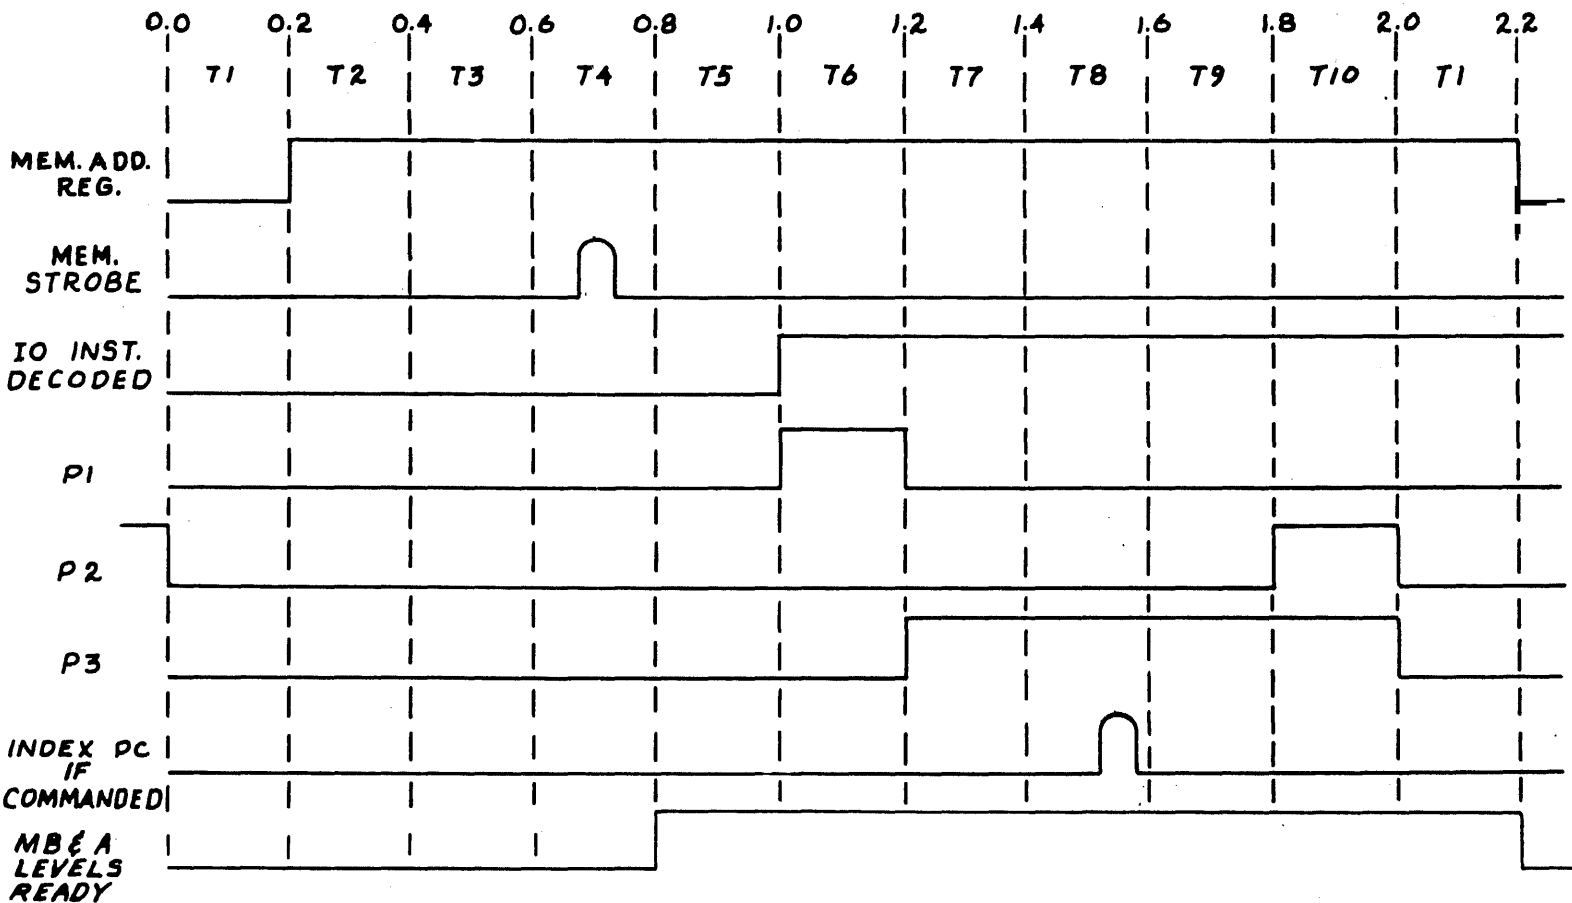 0.0 0.2 0.4 0.6 0.8 1.0 1.2 1.4 1.6 1.8 2.0 2.2
T1 T2 T3 T4 T5 T6 T7 T8 T9 T10 T1
MEM. ADD.
REG.
MEM.
STROBE
IO INST.
DECODED
P1
P2
P3
INDEX PC
IF
COMMANDED
MB & A
LEVELS
READY